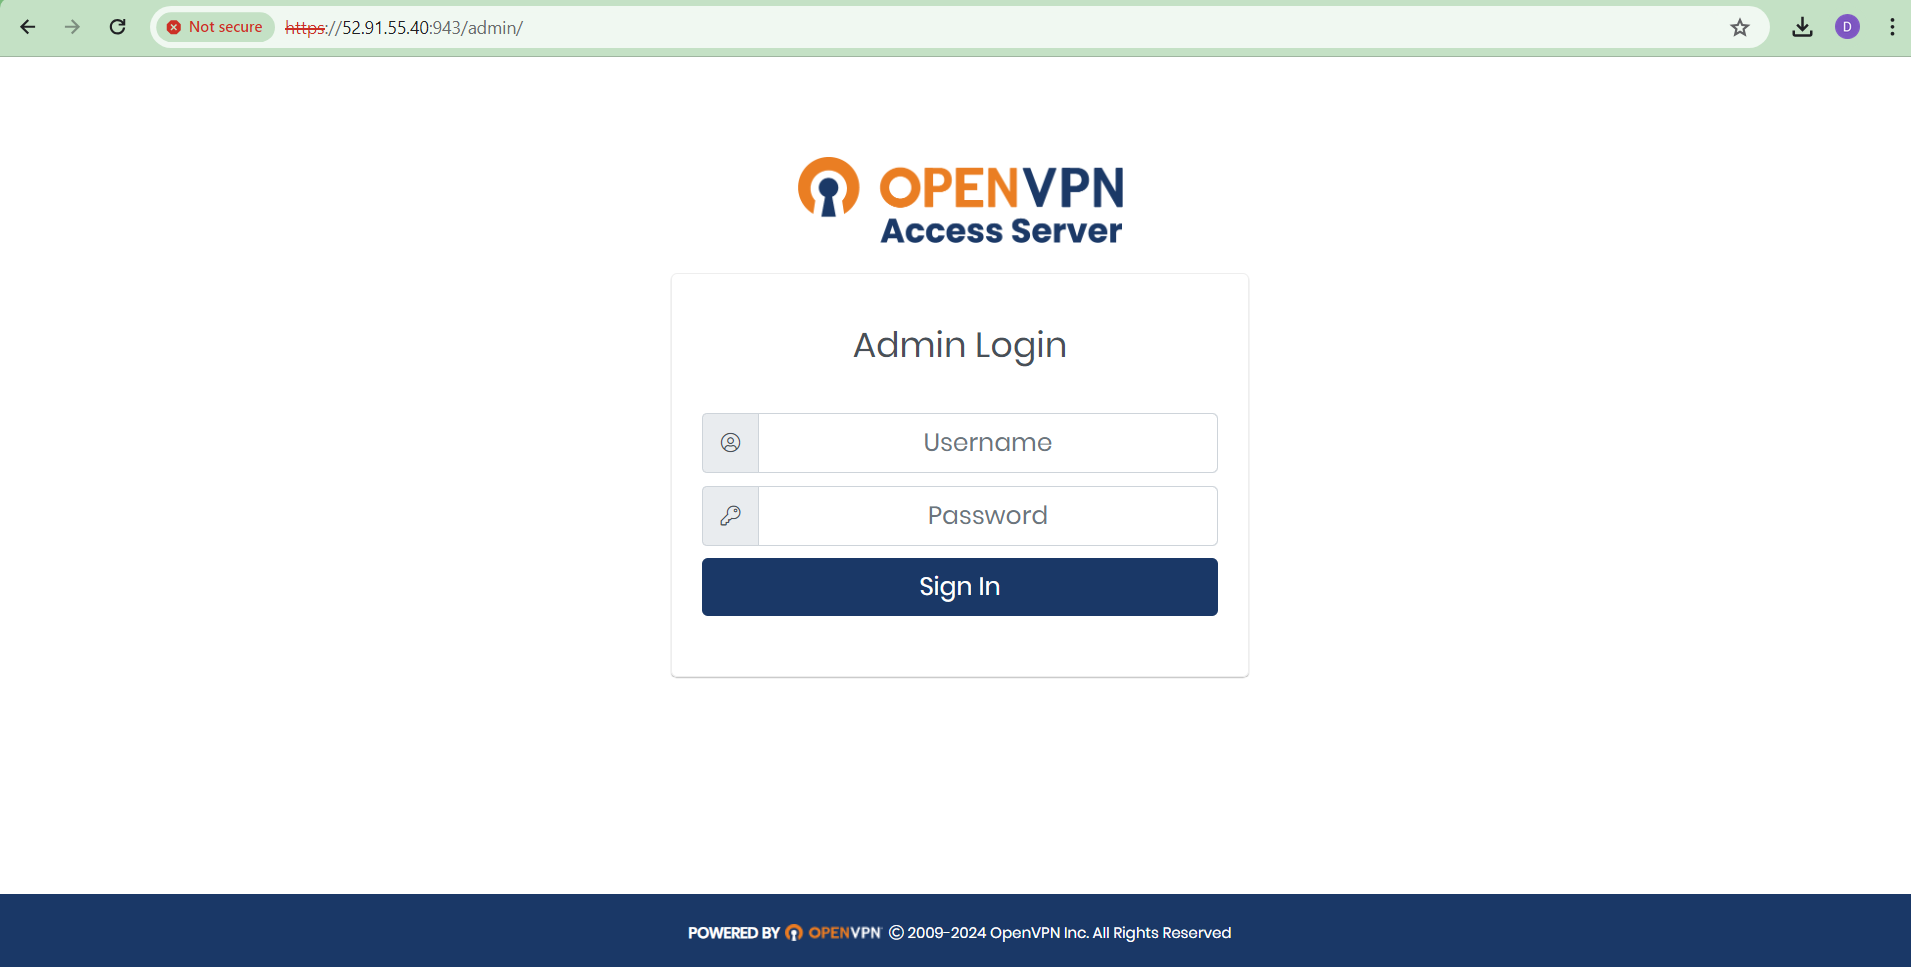 Not secure https://52.91.55.40:943/admin/
D
OPENVPN
Access Server
Admin Login
Username
Password
Sign In
POWERED BY OPENVPN © 2009-2024 OpenVPN Inc. All Rights Reserved